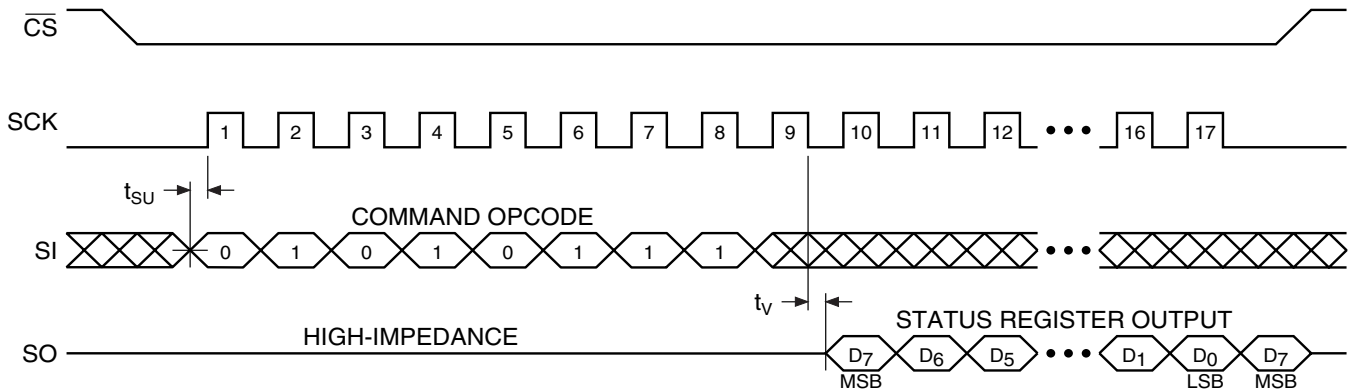 CS
SCK 1 2 3 4 5 6 7 8 9 10 11 12 ••• 16 17
tSU
COMMAND OPCODE
SI 0 1 0 1 0 1 1 1 •••
tV
HIGH-IMPEDANCE STATUS REGISTER OUTPUT
SO D7 D6 D5 ••• D1 D0 D7
MSB LSB MSB